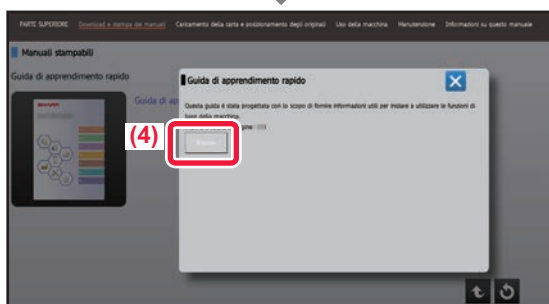 PARTE SUPERIORE Download e stampa dei manuali Caricamento della carta e posizionamento degli originali Uso della macchina Manutenzione Informazioni su questo manuale
Manuali stampabili
Guida di apprendimento rapido
Guida di apprendimento rapido
SHARP
Guida di ap
Questa guida è stata progettata con lo scopo di fornire informazioni utili per iniziare a utilizzare le funzioni di
base della macchina.
(4)